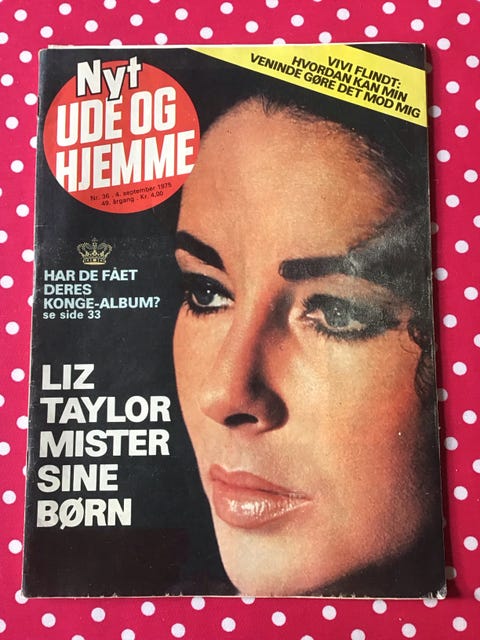 Nyt
UDE OG
HJEMME
Nr. 36 . 4. september 1975
49. årgang - Kr. 4,00
VIVI FLINDT:
HVORDAN KAN MIN
VENINDE GØRE DET MOD MIG
HAR DE FÅET
DERES
KONGE-ALBUM?
se side 33
LIZ
TAYLOR
MISTER
SINE
BØRN